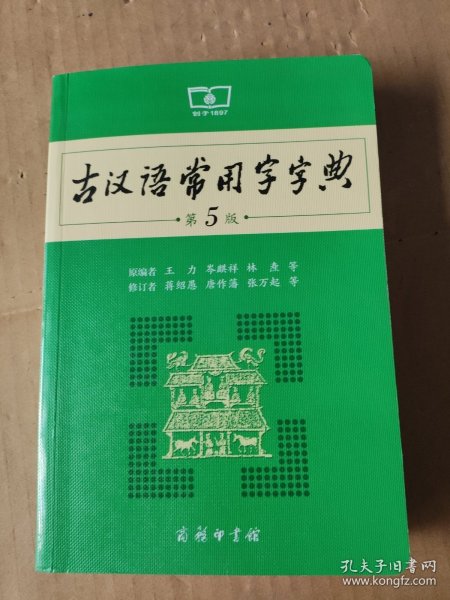 创于1897
古汉语常用字字典
·第5版·
原编者 王力 岑麒祥 林焘 等
修订者 蒋绍愚 唐作藩 张万起 等
商务印书馆
孔夫子旧书网
www.kongfz.com